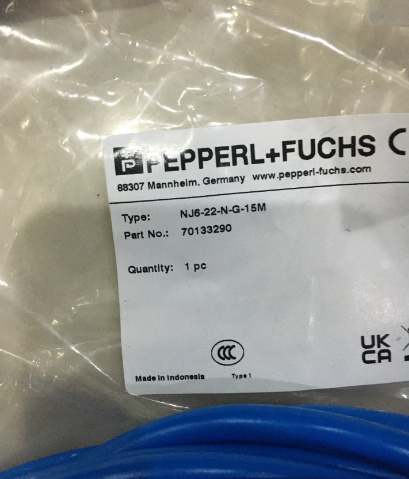 PEPPERL+FUCHS C
68307 Mannheim. Germany www.pepperl-fuchs.com
Type: NJ6-22-N-G-15M
Part No.: 70133290
Quantity: 1 pc
CCC
UK
CA
Made in Indonesia Type 1